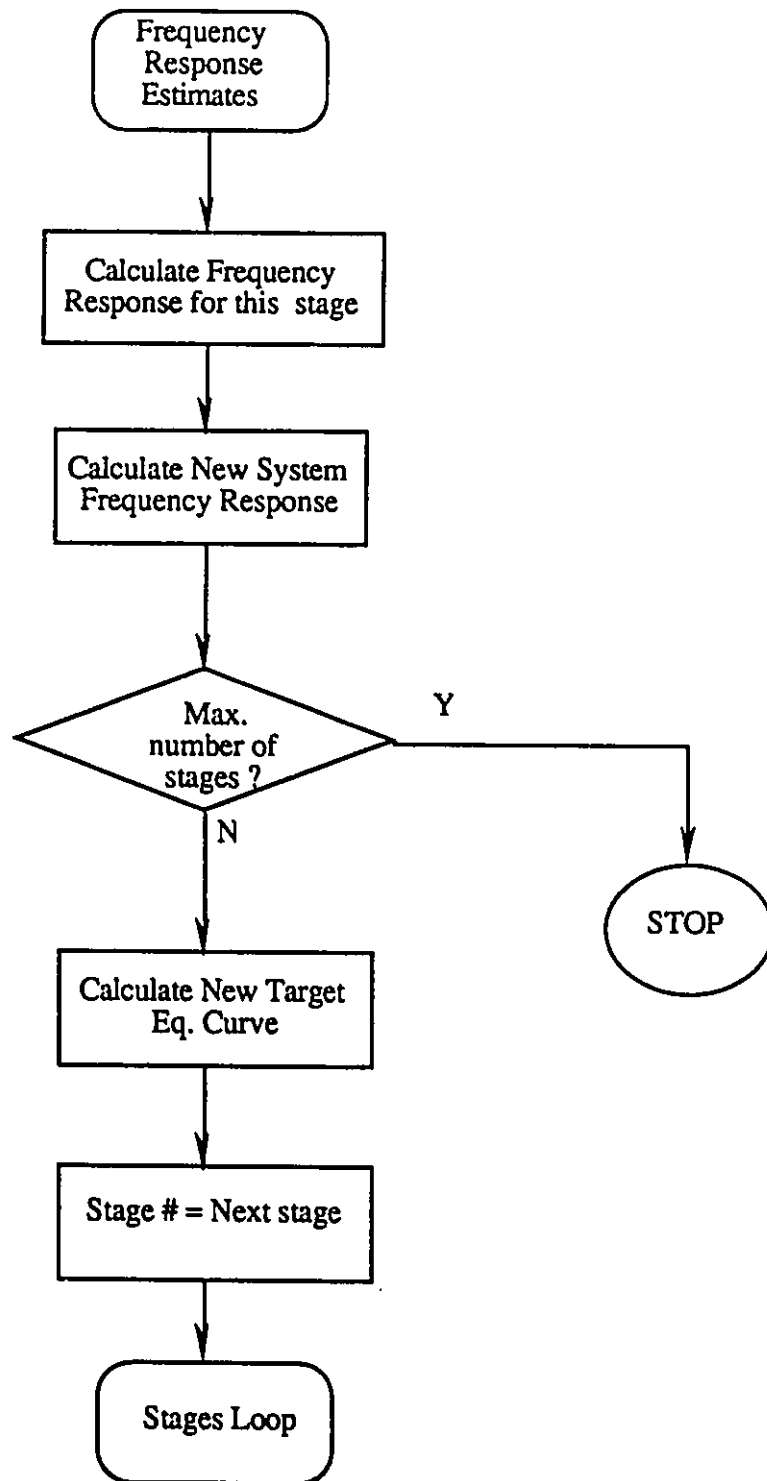 Frequency
Response
Estimates
Calculate Frequency
Response for this stage
Calculate New System
Frequency Response
Max.
number of
stages ?
Y
N
STOP
Calculate New Target
Eq. Curve
Stage # = Next stage
Stages Loop